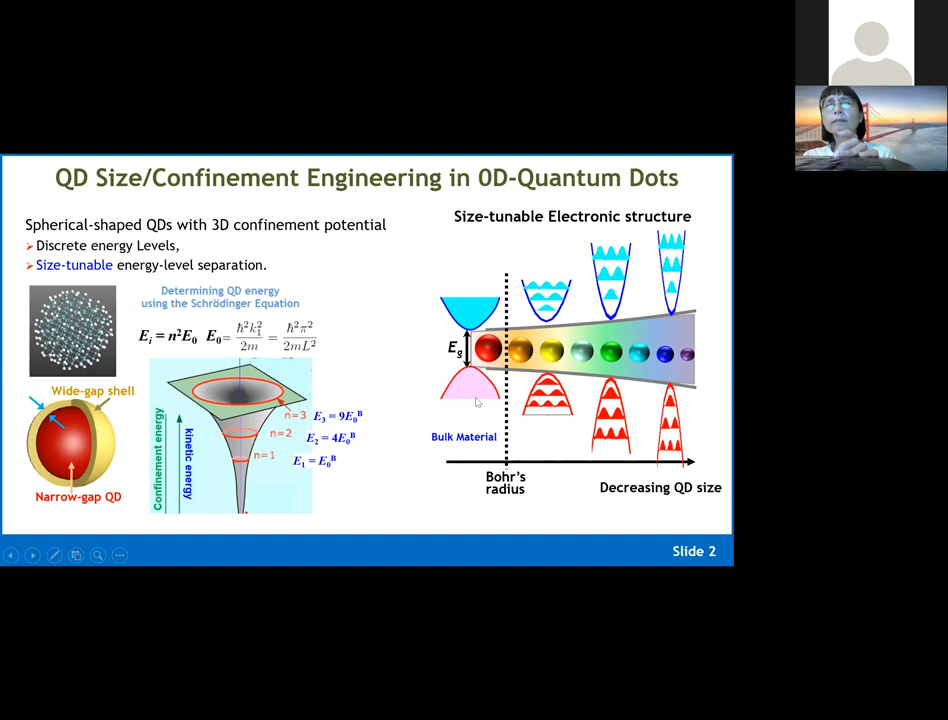 QD Size/Confinement Engineering in 0D-Quantum Dots
Spherical-shaped QDs with 3D confinement potential
➢ Discrete energy Levels,
➢ Size-tunable energy-level separation.
Determining QD energy
using the Schrödinger Equation
Eᵢ = n²E₀ E₀ = ħ²k₁²/2m = ħ²π²/2mL²
Wide-gap shell
Narrow-gap QD
Confinement energy
kinetic energy
n=3
E₃ = 9E₀ᴮ
n=2
E₂ = 4E₀ᴮ
n=1
E₁ = E₀ᴮ
Size-tunable Electronic structure
E_g
Bulk Material
Bohr's
radius
Decreasing QD size
Slide 2